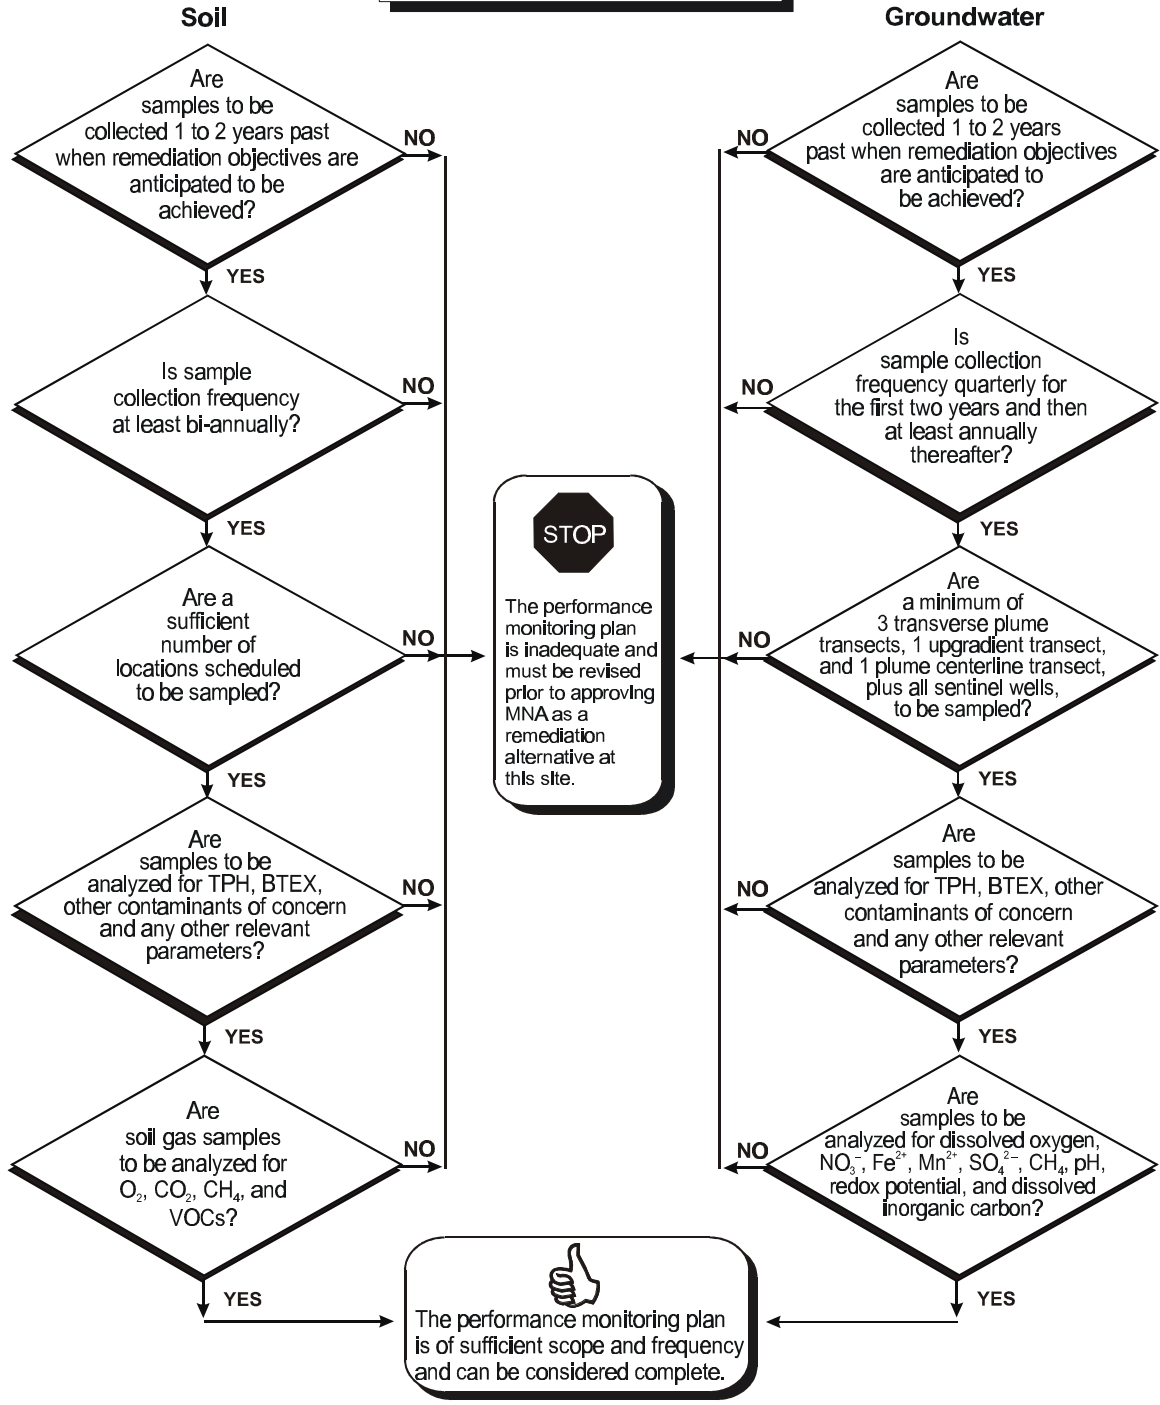 Soil
Are
samples to be
collected 1 to 2 years past
when remediation objectives are
anticipated to be
achieved?
NO
YES
Is sample
collection frequency
at least bi-annually?
NO
YES
Are a
sufficient
number of
locations scheduled
to be sampled?
NO
YES
Are
samples to be
analyzed for TPH, BTEX,
other contaminants of concern
and any other relevant
parameters?
NO
YES
Are
soil gas samples
to be analyzed for
O₂, CO₂, CH₄, and
VOCs?
NO
YES
STOP
The performance
monitoring plan
is inadequate and
must be revised
prior to approving
MNA as a
remediation
alternative at
this site.
Groundwater
Are
samples to be
collected 1 to 2 years
past when remediation objectives
are anticipated to
be achieved?
NO
YES
Is
sample collection
frequency quarterly for
the first two years and then
at least annually
thereafter?
NO
YES
Are
a minimum of
3 transverse plume
transects, 1 upgradient transect,
and 1 plume centerline transect,
plus all sentinel wells,
to be sampled?
NO
YES
Are
samples to be
analyzed for TPH, BTEX, other
contaminants of concern
and any other relevant
parameters?
NO
YES
Are
samples to be
analyzed for dissolved oxygen,
NO₃⁻, Fe²⁺, Mn²⁺, SO₄²⁻, CH₄, pH,
redox potential, and dissolved
inorganic carbon?
NO
YES
The performance monitoring plan
is of sufficient scope and frequency
and can be considered complete.